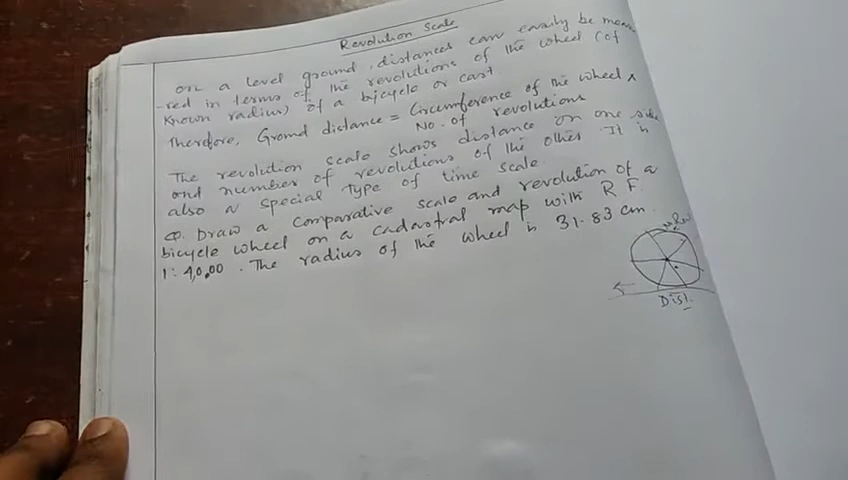 Revolution Scale
On a level ground, distances can easily be measu
-red in terms of the revolutions of the wheel (of
known radius) of a bicycle or cart.
Therefore, Ground distance = Circumference of the wheel x
No. of revolutions
The revolution scale shows distance on one side
and number of revolutions of the other. It is
also a special type of time scale.
Q. Draw a comparative scale and revolution of a
bicycle wheel on a cadastral map with R F.
1: 4,000. The radius of the wheel is 31.83 cm.
Rev
Dist.